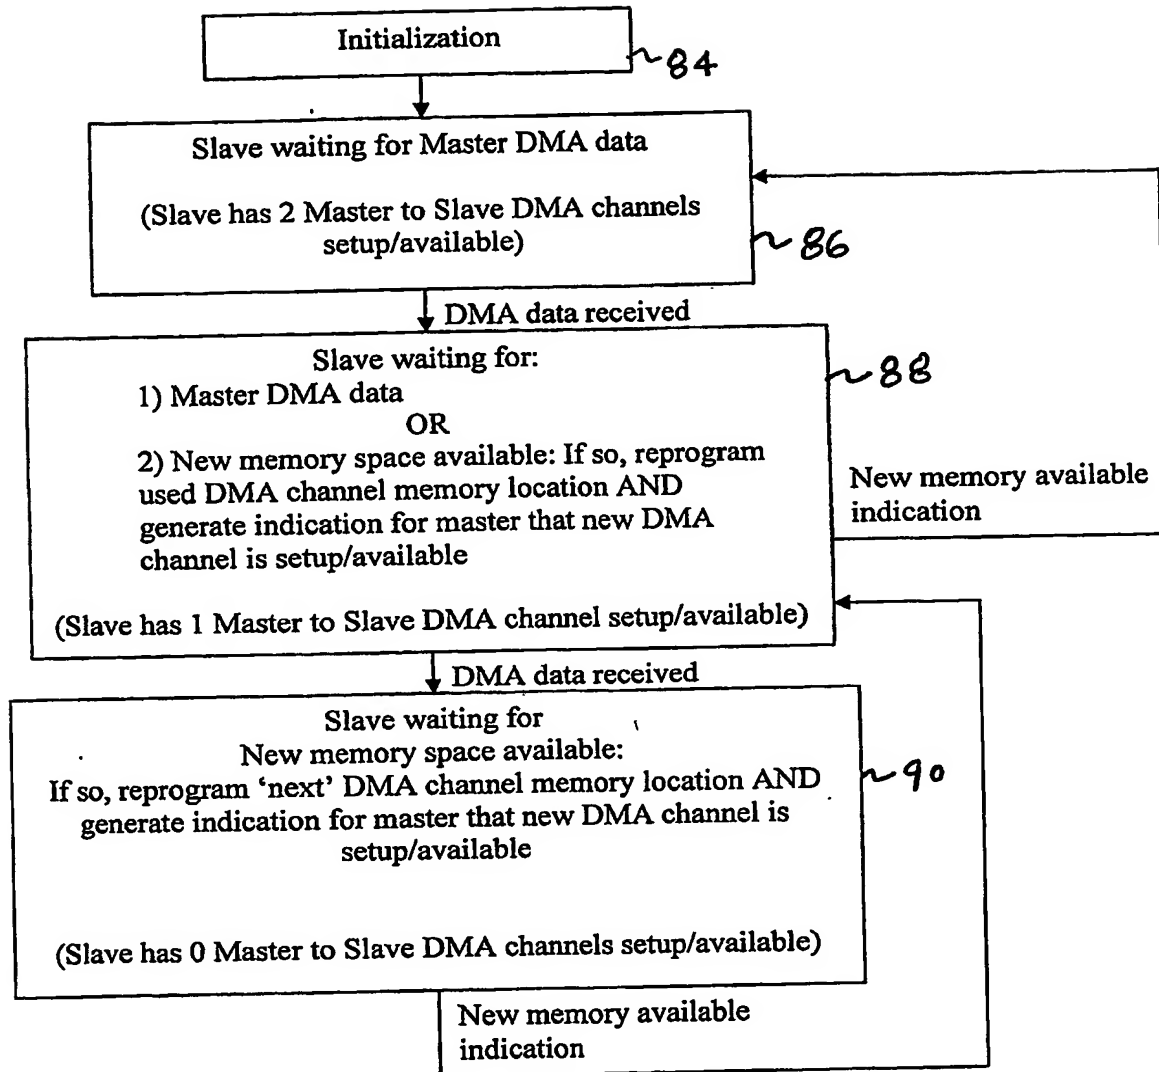 Initialization
84
Slave waiting for Master DMA data
(Slave has 2 Master to Slave DMA channels
setup/available)
86
DMA data received
Slave waiting for:
1) Master DMA data
OR
2) New memory space available: If so, reprogram
used DMA channel memory location AND
generate indication for master that new DMA
channel is setup/available
(Slave has 1 Master to Slave DMA channel setup/available)
88
New memory available
indication
DMA data received
Slave waiting for
New memory space available:
If so, reprogram ‘next’ DMA channel memory location AND
generate indication for master that new DMA channel is
setup/available
(Slave has 0 Master to Slave DMA channels setup/available)
90
New memory available
indication